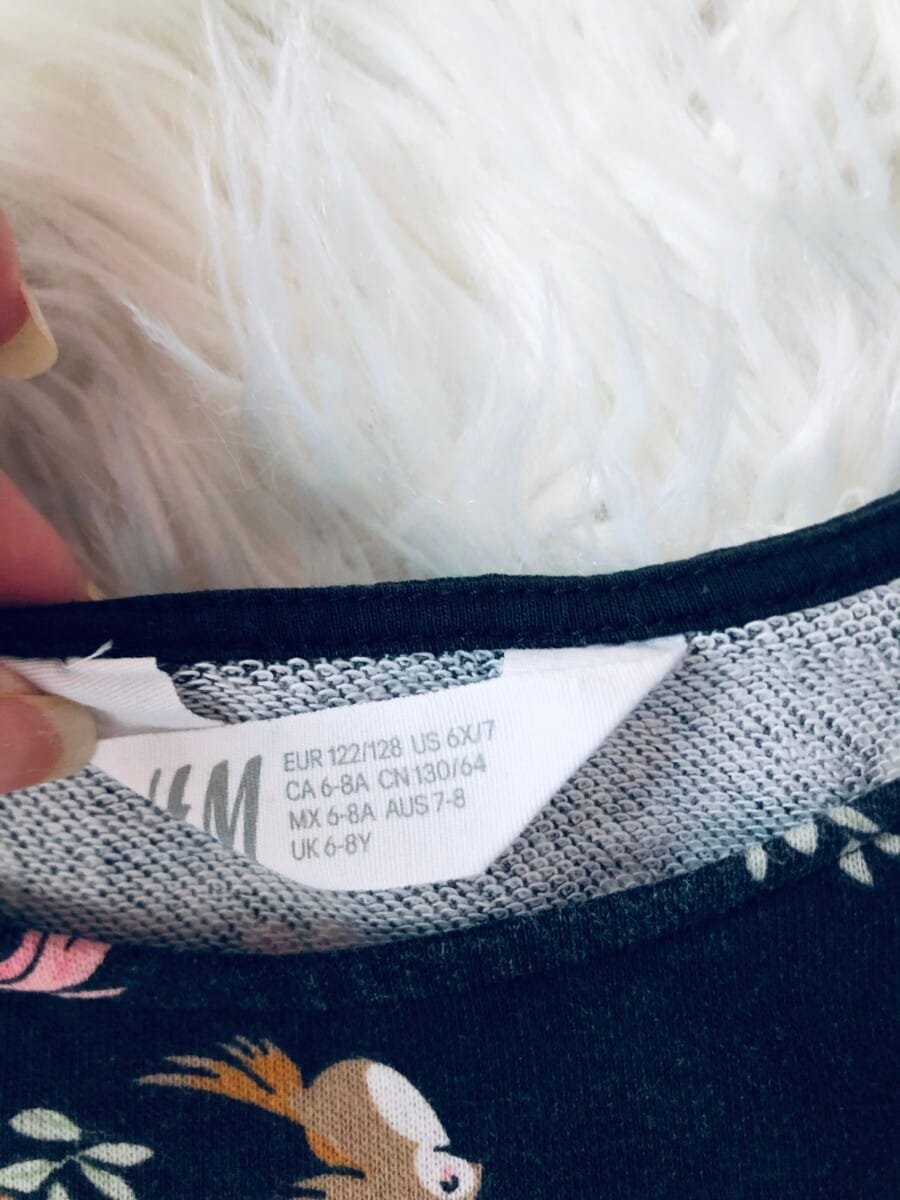 H&M
EUR 122/128 US 6X/7
CA 6-8A CN 130/64
MX 6-8A AUS 7-8
UK 6-8Y